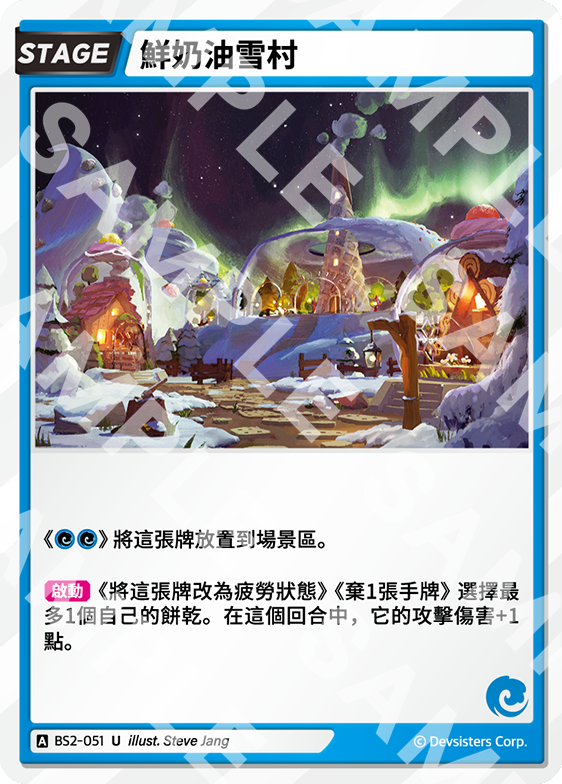 STAGE 鮮奶油雪村
《》將這張牌放置到場景區。
啟動《將這張牌改為疲勞狀態》《棄1張手牌》選擇最
多1個自己的餅乾。在這個回合中，它的攻擊傷害+1
點。
A BS2-051 U illust. Steve Jang
© Devsisters Corp.
SAMPLE SAMPLE SAMPLE